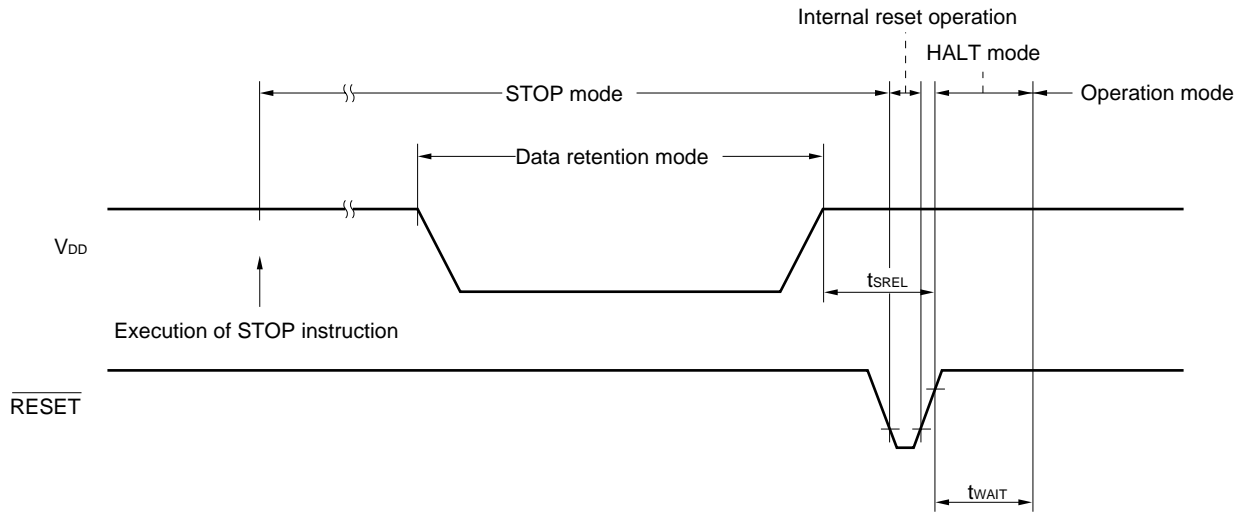 Internal reset operation
HALT mode
STOP mode
Operation mode
Data retention mode
VDD
tSREL
Execution of STOP instruction
RESET
tWAIT